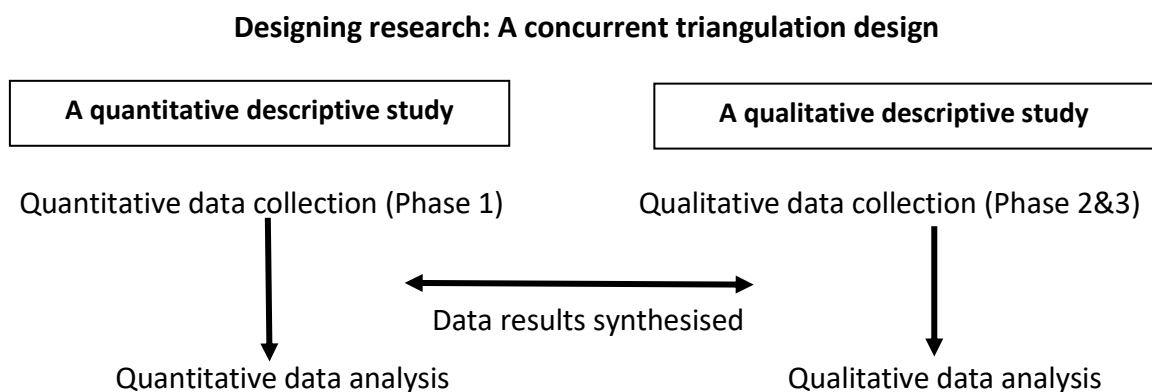 Designing research: A concurrent triangulation design
A quantitative descriptive study
A qualitative descriptive study
Quantitative data collection (Phase 1)
Qualitative data collection (Phase 2&3)
Data results synthesised
Quantitative data analysis
Qualitative data analysis